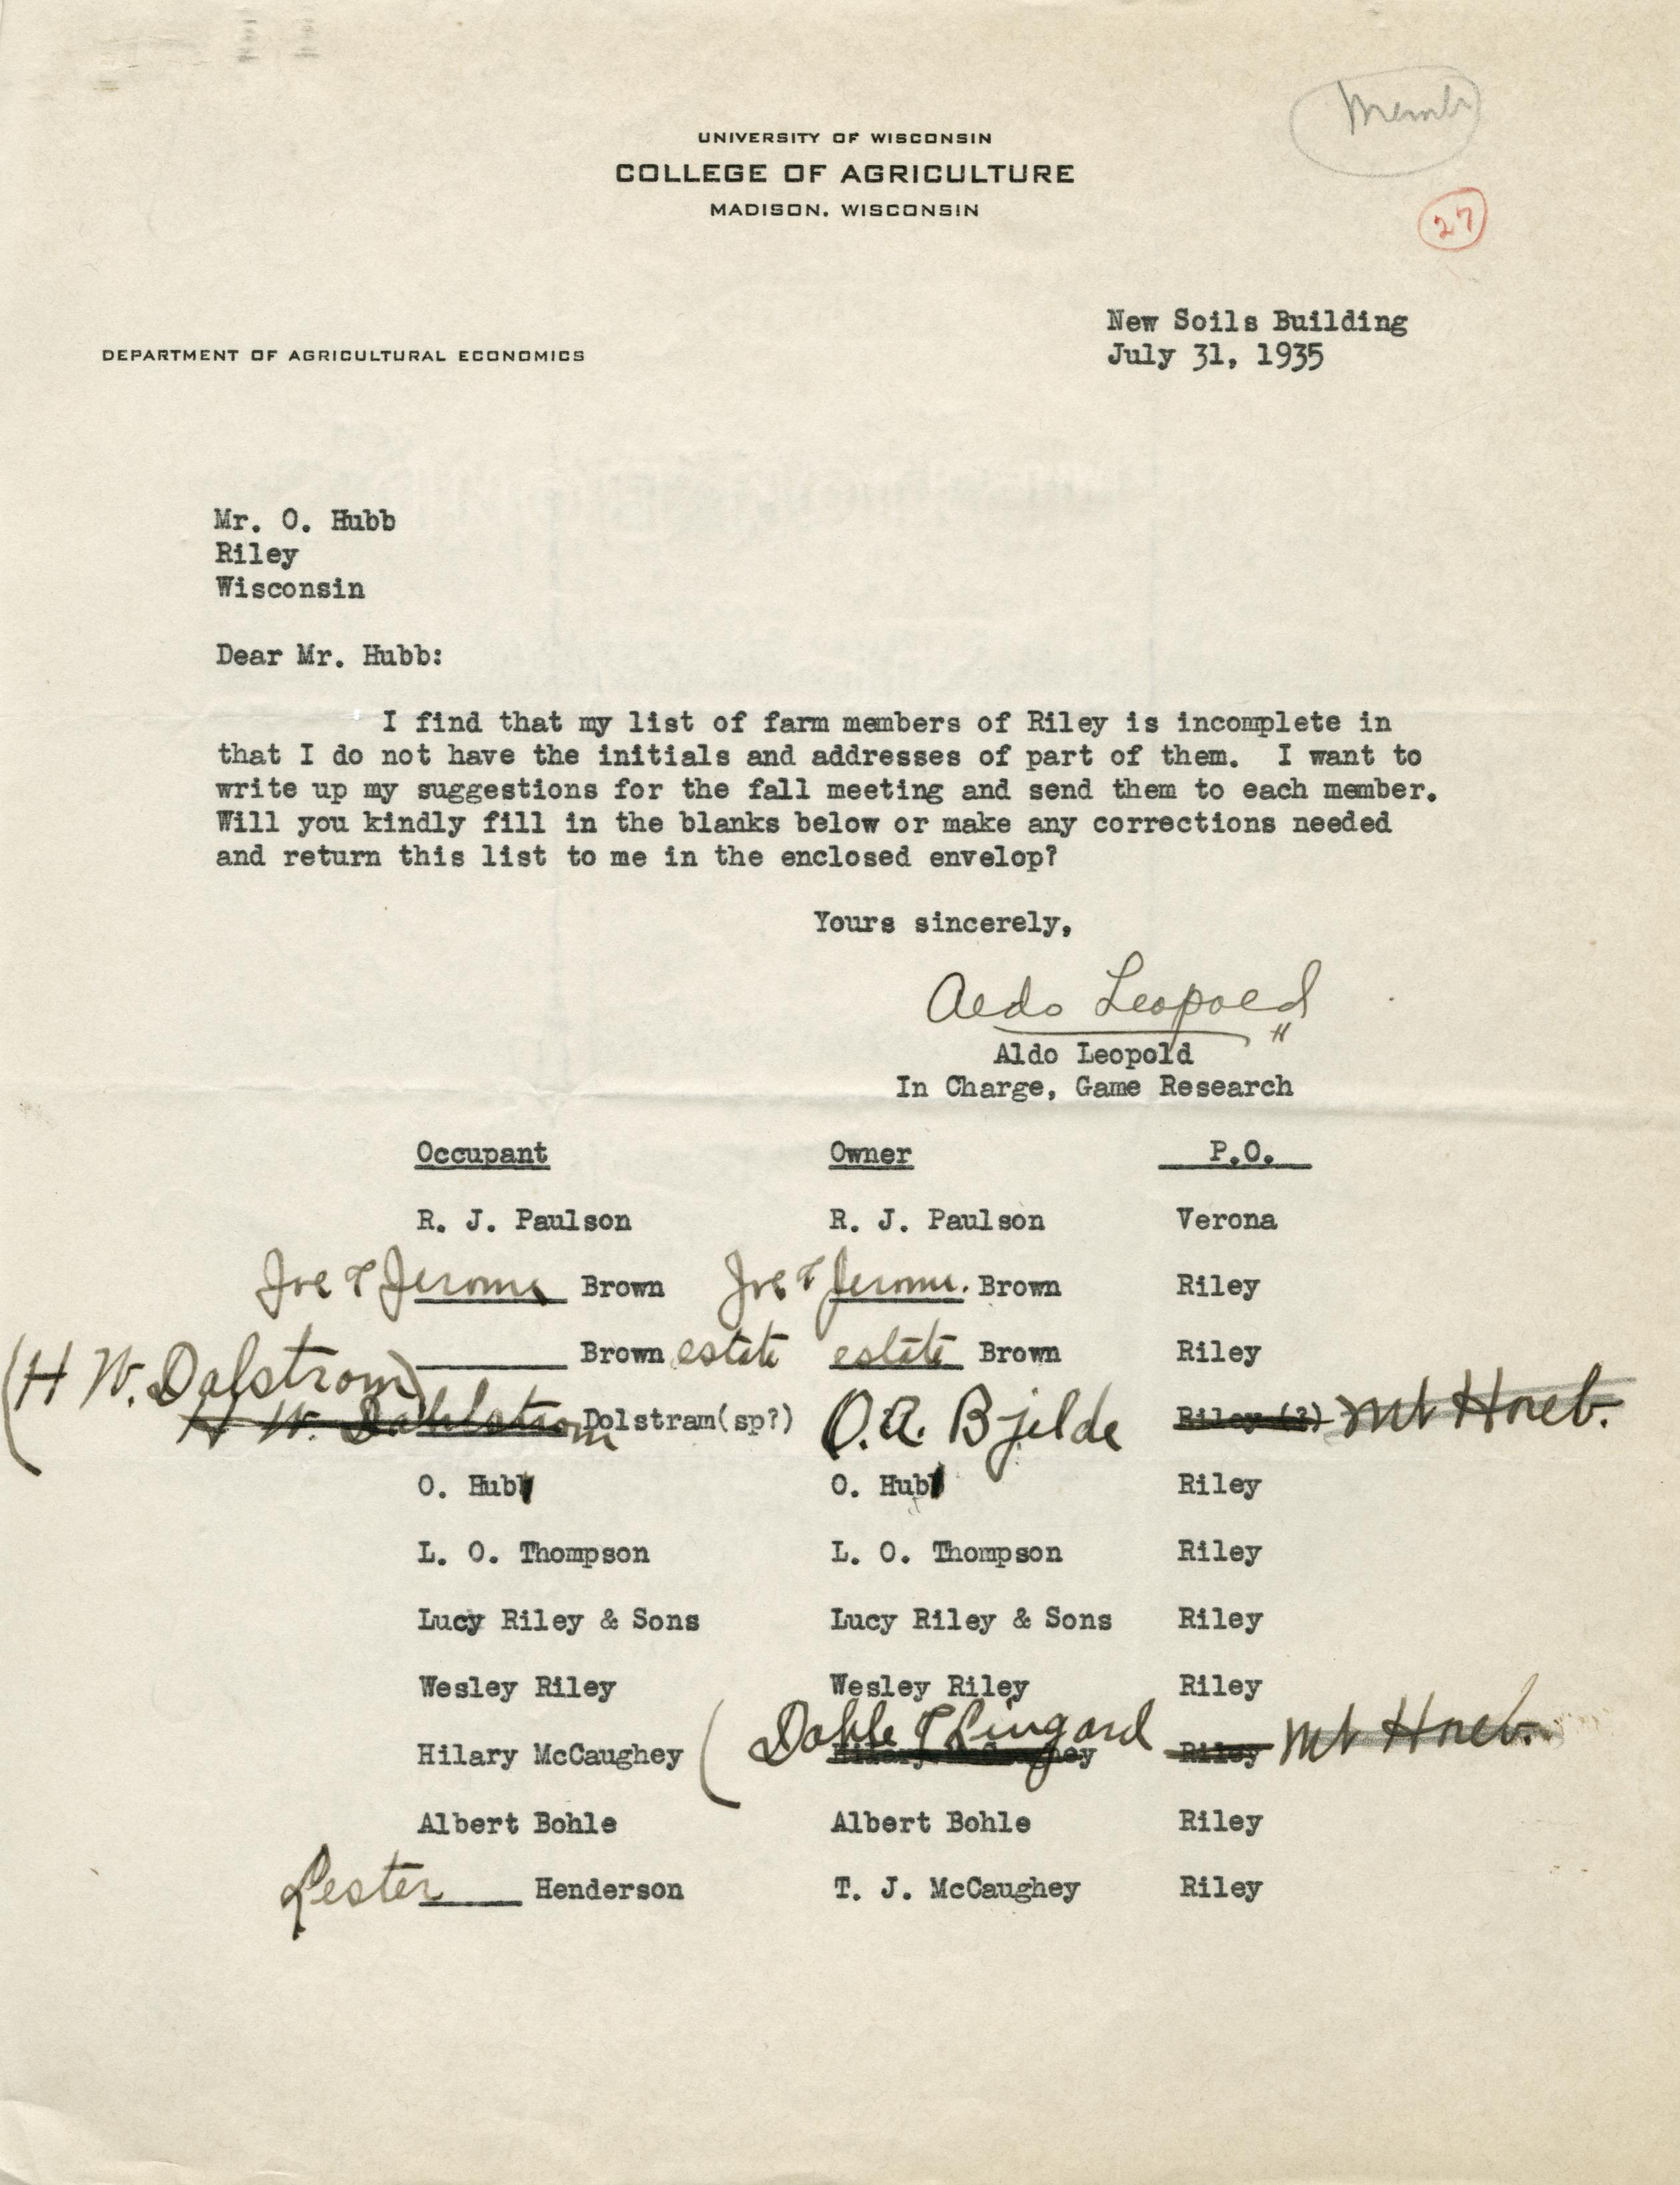 Memb
27
UNIVERSITY OF WISCONSIN
COLLEGE OF AGRICULTURE
MADISON, WISCONSIN
New Soils Building
DEPARTMENT OF AGRICULTURAL ECONOMICS
July 31, 1935
Mr. O. Hubb
Riley
Wisconsin
Dear Mr. Hubb:
I find that my list of farm members of Riley is incomplete in
that I do not have the initials and addresses of part of them. I want to
write up my suggestions for the fall meeting and send them to each member.
Will you kindly fill in the blanks below or make any corrections needed
and return this list to me in the enclosed envelop?
Yours sincerely,
Aldo Leopold
H
Aldo Leopold
In Charge, Game Research
Occupant Owner P.O.
R. J. Paulson R. J. Paulson Verona
Joe & Jerome Brown Joe & Jerome. Brown Riley
Brown estate estate Brown Riley
(H W. Dalstrom)
H W. Dahlstrom Dolstram(sp?) O.A. Bjelde Riley (?) Mt Horeb.
O. Hub O. Hub Riley
L. O. Thompson L. O. Thompson Riley
Lucy Riley & Sons Lucy Riley & Sons Riley
Wesley Riley Wesley Riley Riley
(Dahle & Lingard
Hilary McCaughey Hilary McCaughey Riley Mt Horeb.
Albert Bohle Albert Bohle Riley
Lester Henderson T. J. McCaughey Riley